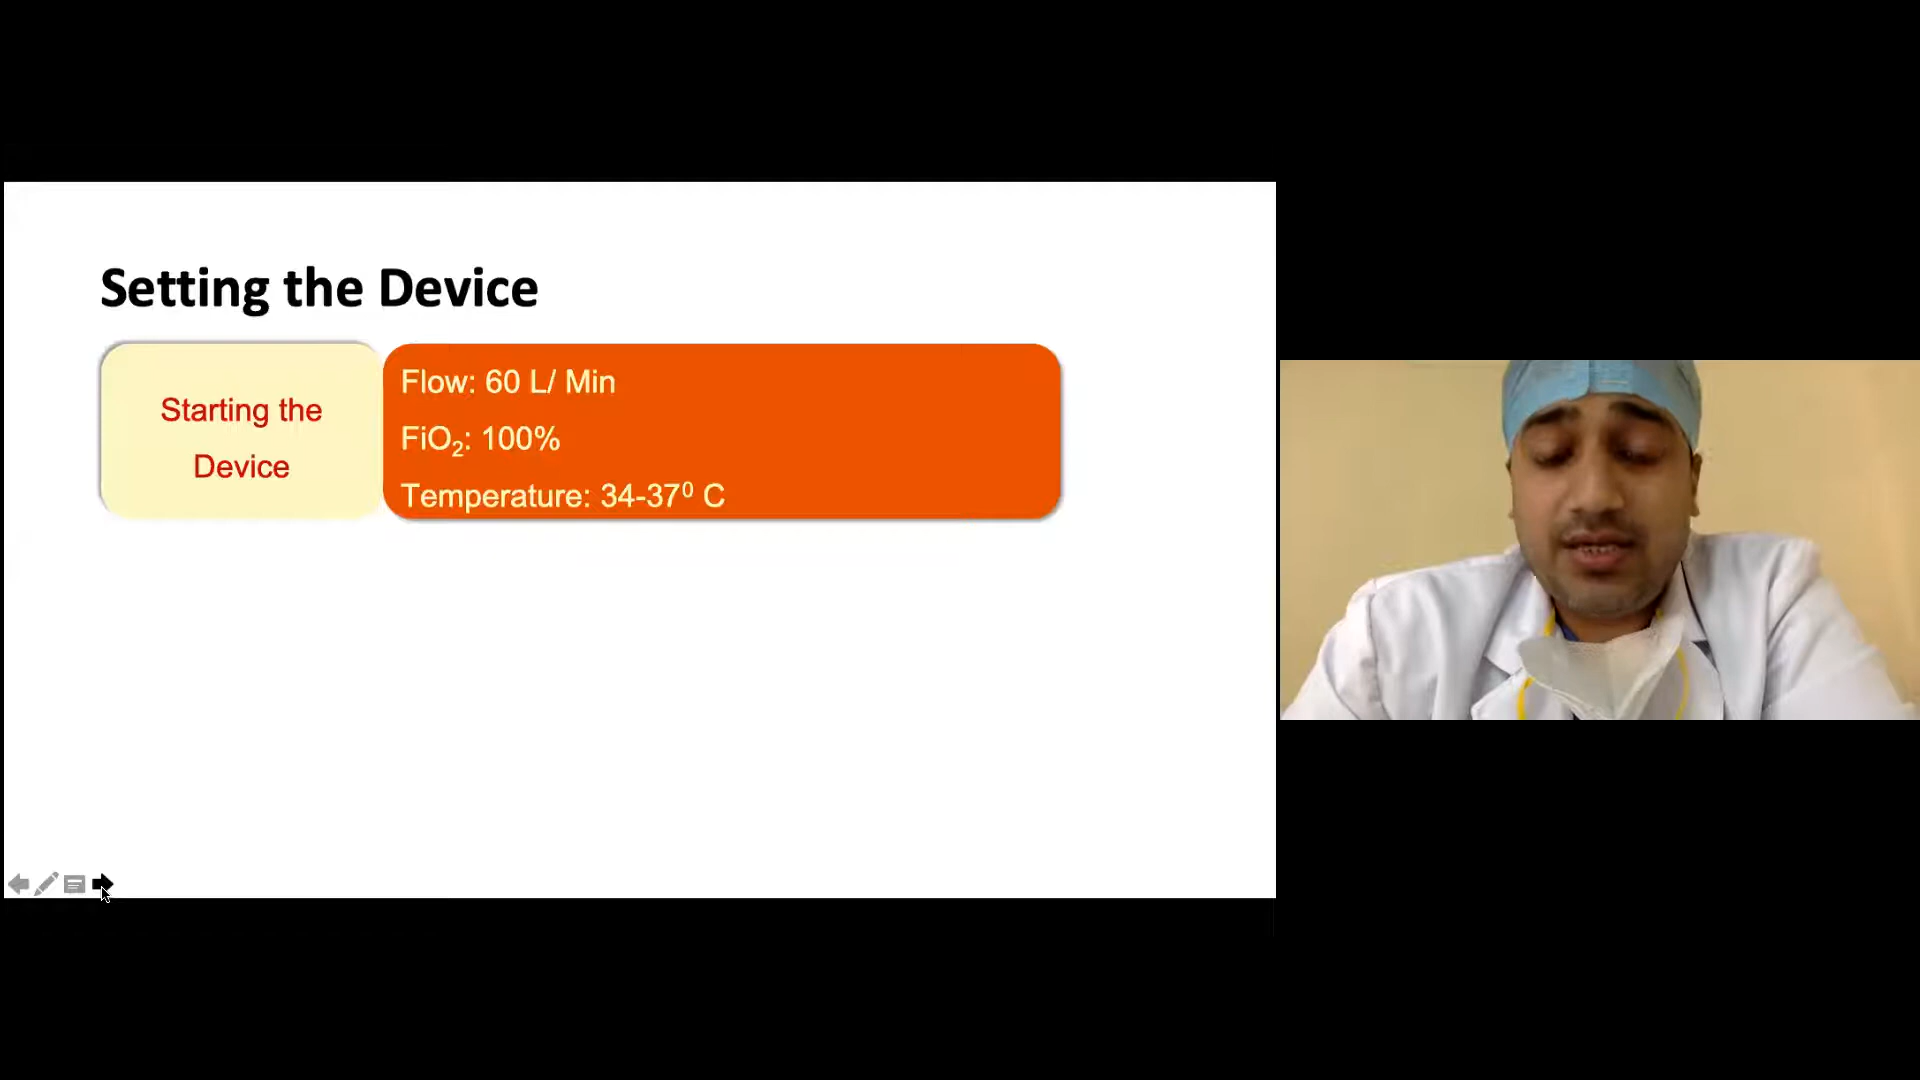 Setting the Device
Starting the
Device
Flow: 60 L/ Min
FiO₂: 100%
Temperature: 34-37⁰ C